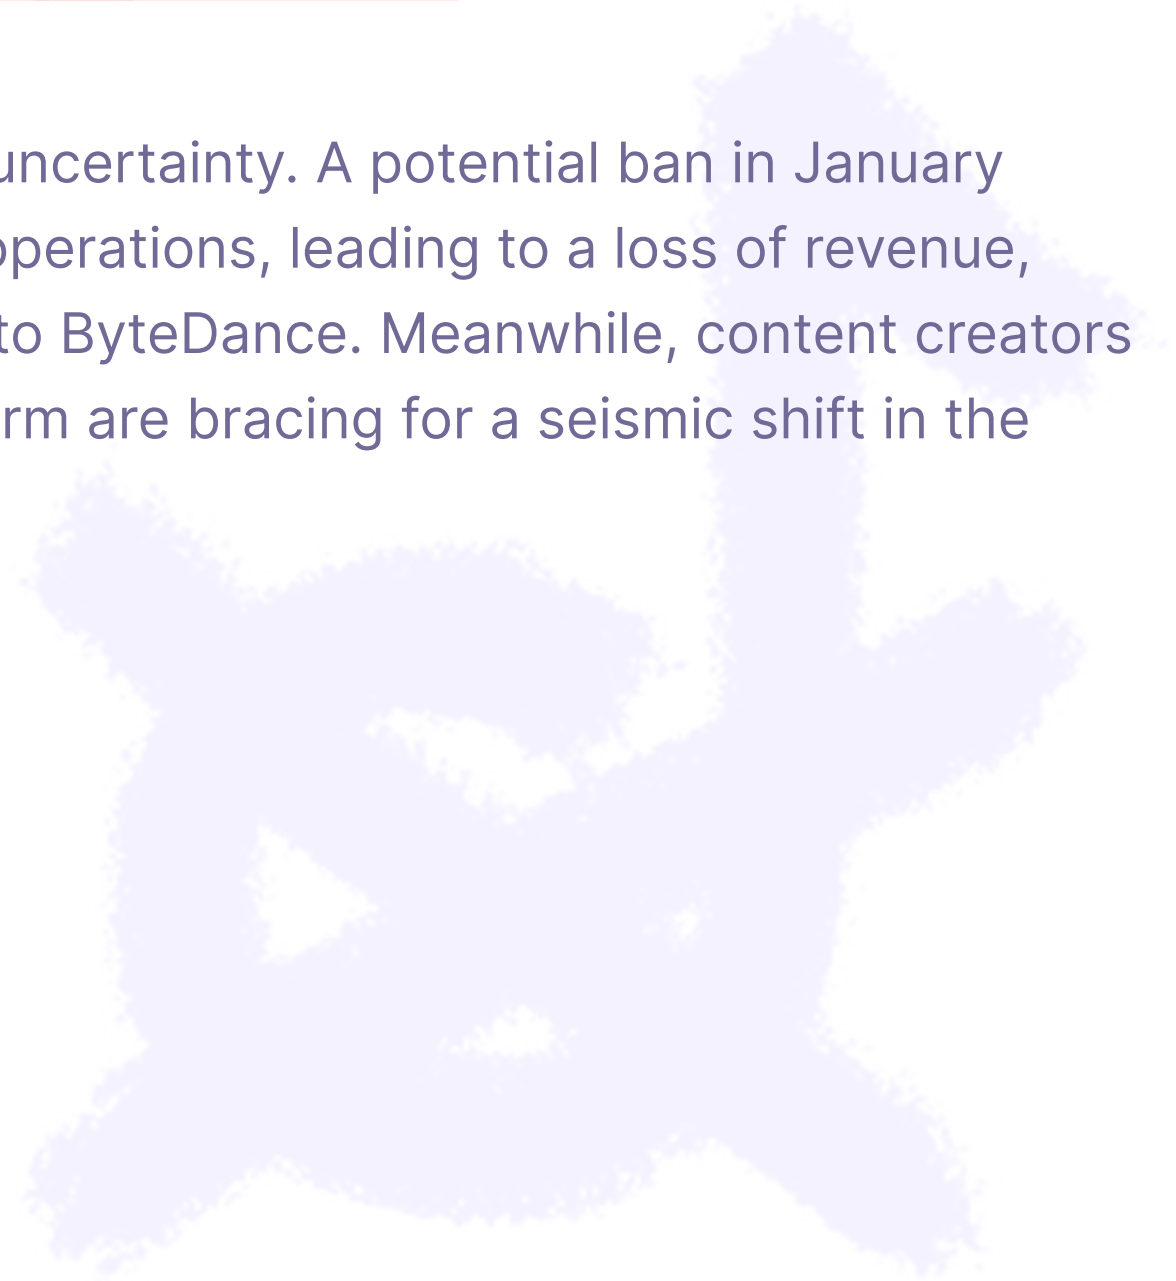 uncertainty. A potential ban in January
operations, leading to a loss of revenue,
to ByteDance. Meanwhile, content creators
rm are bracing for a seismic shift in the